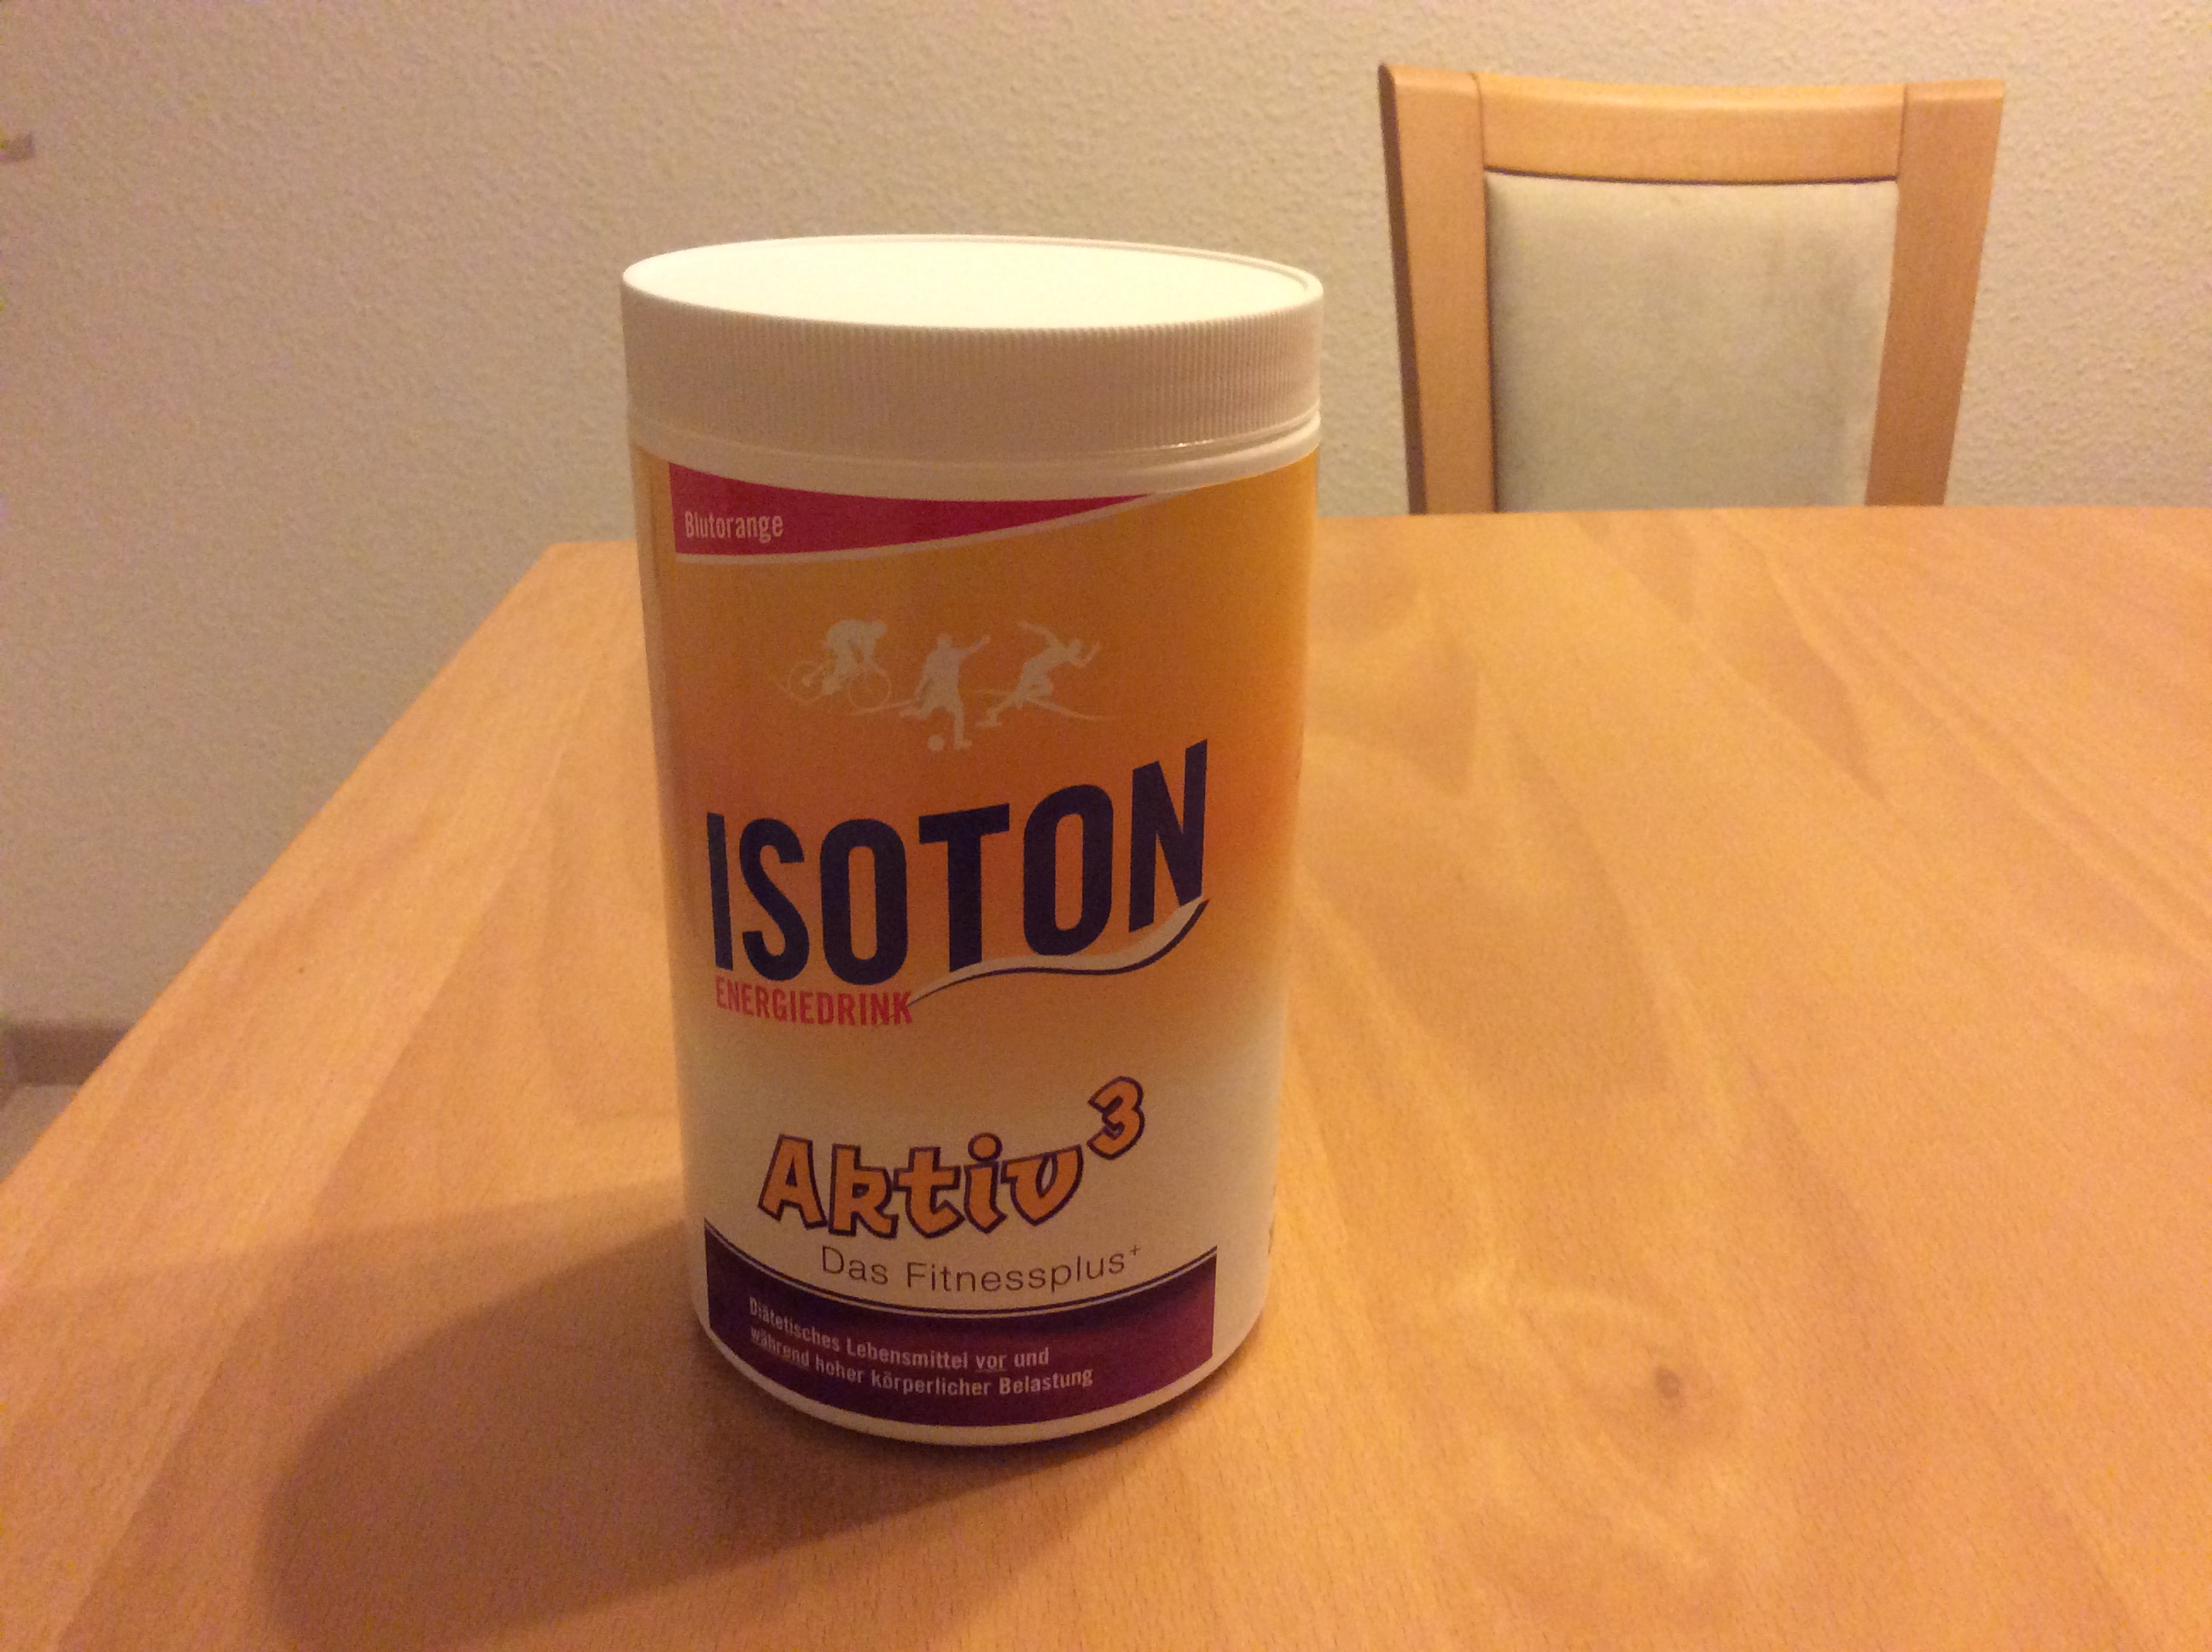 Blutorange
ISOTON
ENERGIEDRINK
Aktiv³
Das Fitnessplus⁺
Diätetisches Lebensmittel vor und
während hoher körperlicher Belastung